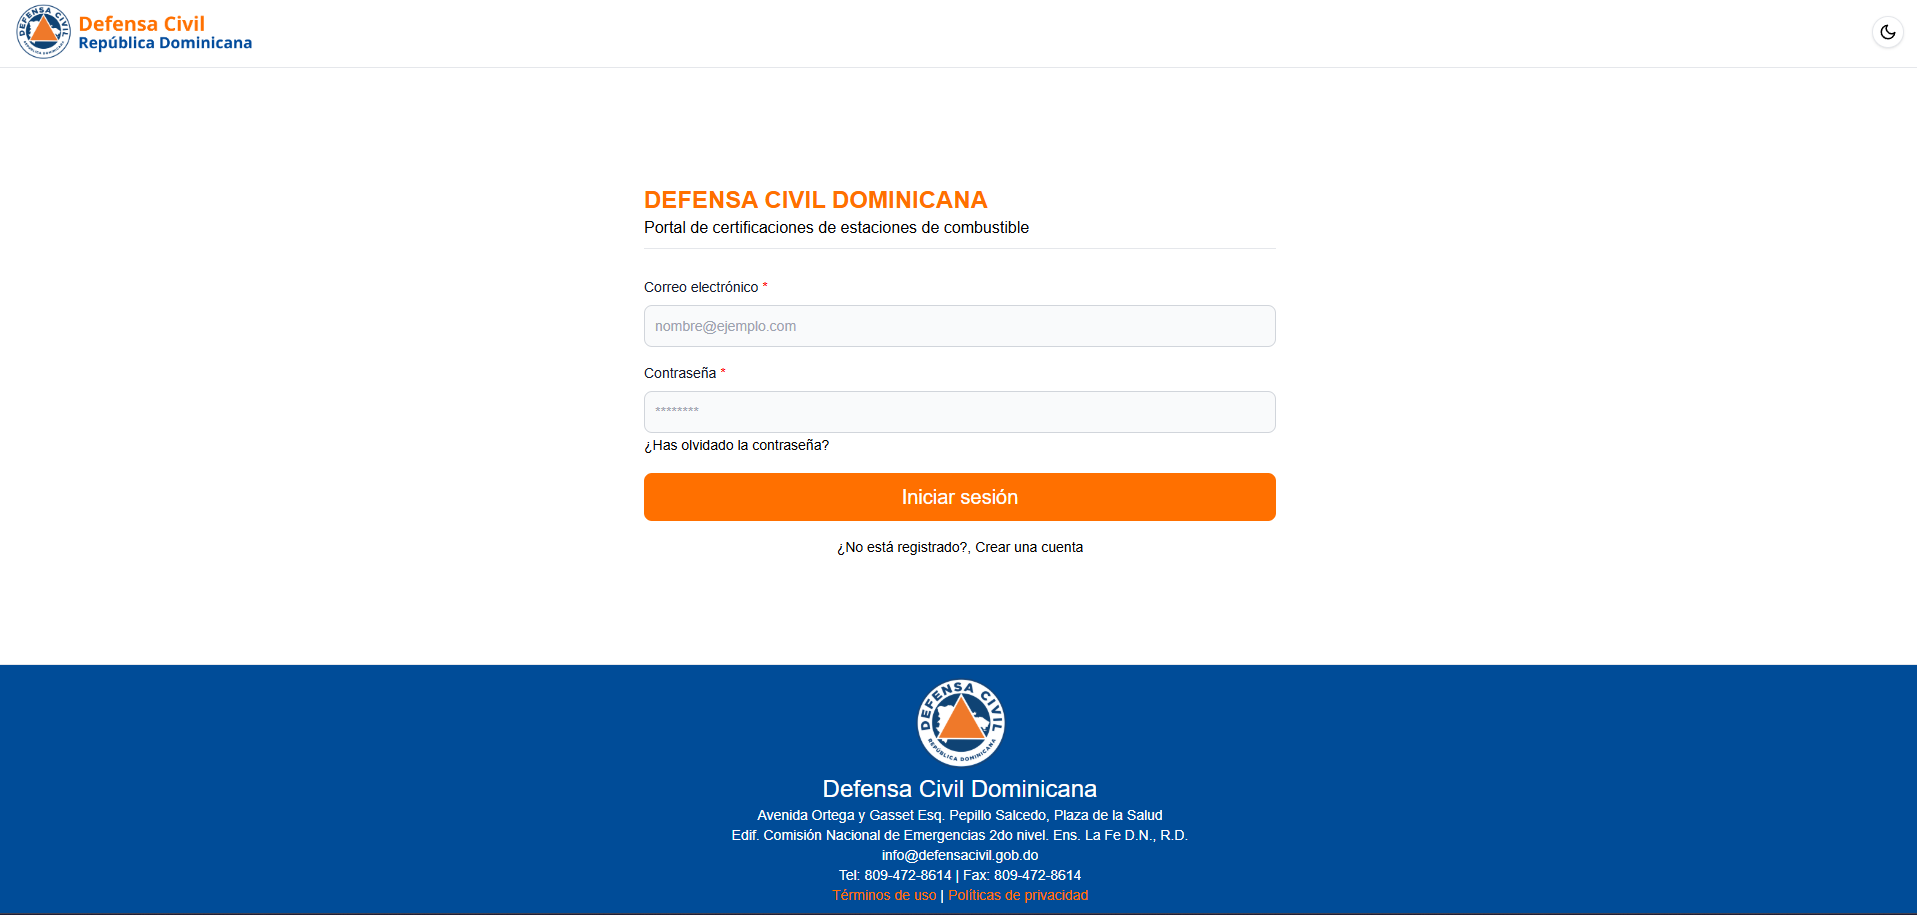 DEFENSA CIVIL
REPÚBLICA DOMINICANA
Defensa Civil
República Dominicana
DEFENSA CIVIL DOMINICANA
Portal de certificaciones de estaciones de combustible
Correo electrónico *
nombre@ejemplo.com
Contraseña *
********
¿Has olvidado la contraseña?
Iniciar sesión
¿No está registrado?, Crear una cuenta
DEFENSA CIVIL
REPÚBLICA DOMINICANA
Defensa Civil Dominicana
Avenida Ortega y Gasset Esq. Pepillo Salcedo, Plaza de la Salud
Edif. Comisión Nacional de Emergencias 2do nivel. Ens. La Fe D.N., R.D.
info@defensacivil.gob.do
Tel: 809-472-8614 | Fax: 809-472-8614
Términos de uso | Políticas de privacidad